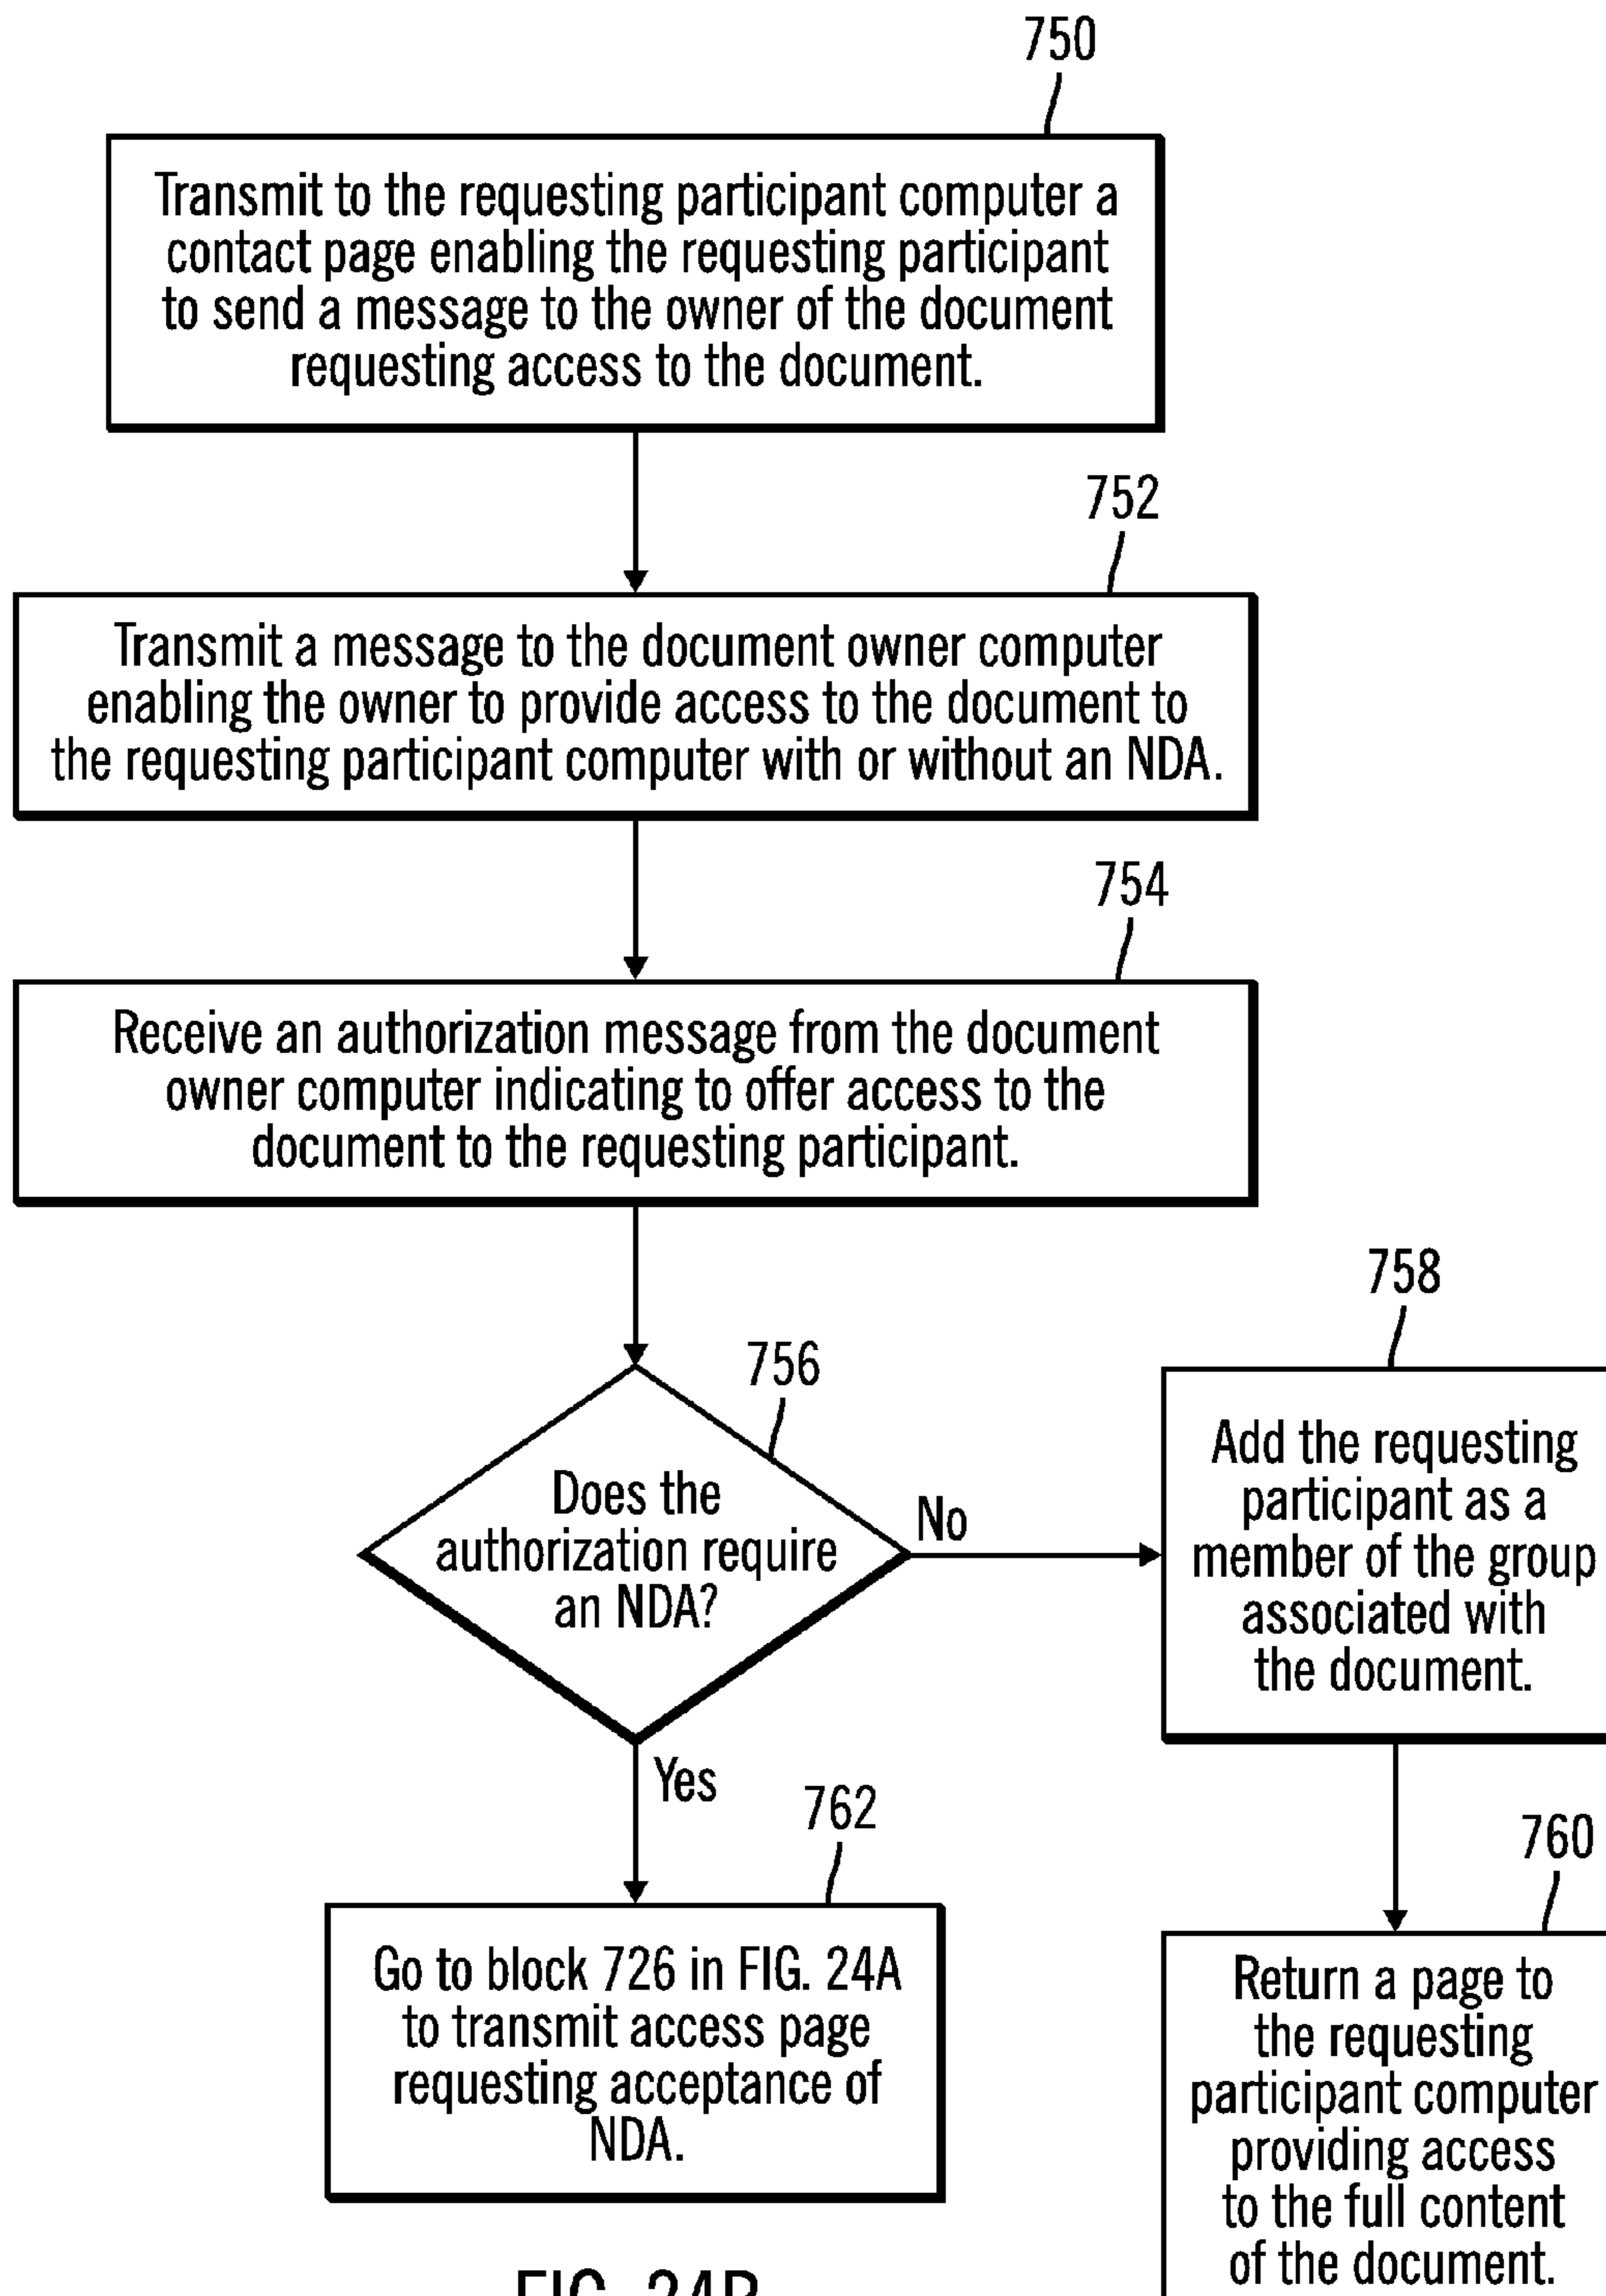 750
Transmit to the requesting participant computer a
contact page enabling the requesting participant
to send a message to the owner of the document
requesting access to the document.
752
Transmit a message to the document owner computer
enabling the owner to provide access to the document to
the requesting participant computer with or without an NDA.
754
Receive an authorization message from the document
owner computer indicating to offer access to the
document to the requesting participant.
756
Does the
authorization require
an NDA?
No
758
Add the requesting
participant as a
member of the group
associated with
the document.
Yes
762
Go to block 726 in FIG. 24A
to transmit access page
requesting acceptance of
NDA.
760
Return a page to
the requesting
participant computer
providing access
to the full content
of the document.
FIG. 24B